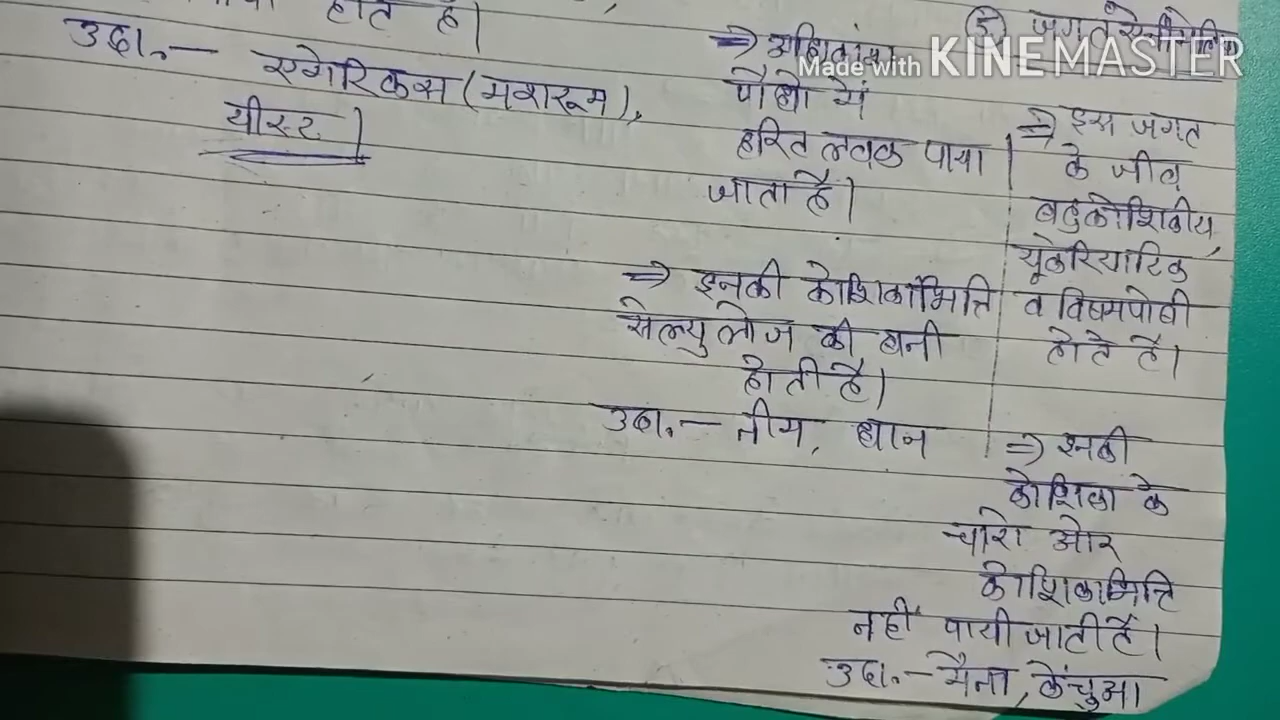 होते है।
उदा.— एगेरिकस (मशरूम),
यीस्ट।
⇒ अधिकांश
पौधो में
हरित लवक पाया
जाता है।
⇒ इनकी कोशिकाभित्ति
सेल्युलोज की बनी
होती है।
उदा.— नीम, धान
⑤ जगत
Made with KINEMASTER
⇒ इस जगत
के जीव
बहुकोशिकीय,
यूकेरियाटिक
व विषमपोषी
होते है।
⇒ इनकी
कोशिका के
चारो ओर
कोशिकाभित्ति
नहीं पायी जाती है।
उदा.— मैना, केंचुआ